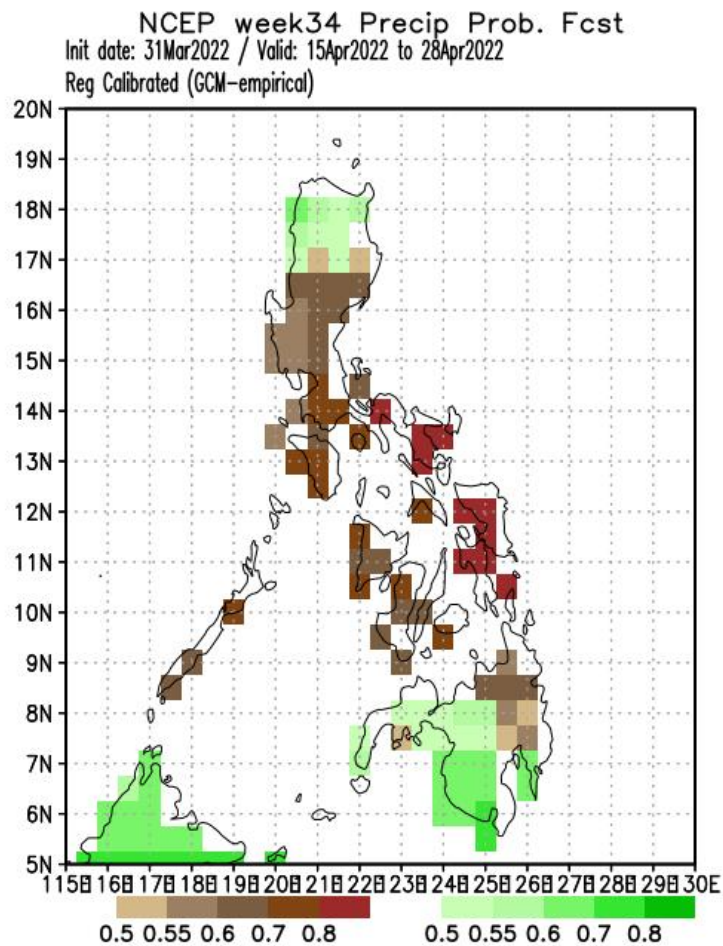 NCEP week34 Precip Prob. Fcst
Init date: 31Mar2022 / Valid: 15Apr2022 to 28Apr2022
Reg Calibrated (GCM-empirical)
20N
19N
18N
17N
16N
15N
14N
13N
12N
11N
10N
9N
8N
7N
6N
5N
115E 116E 117E 118E 119E 120E 121E 122E 123E 124E 125E 126E 127E 128E 129E 130E
0.5 0.55 0.6 0.7 0.8 0.5 0.55 0.6 0.7 0.8